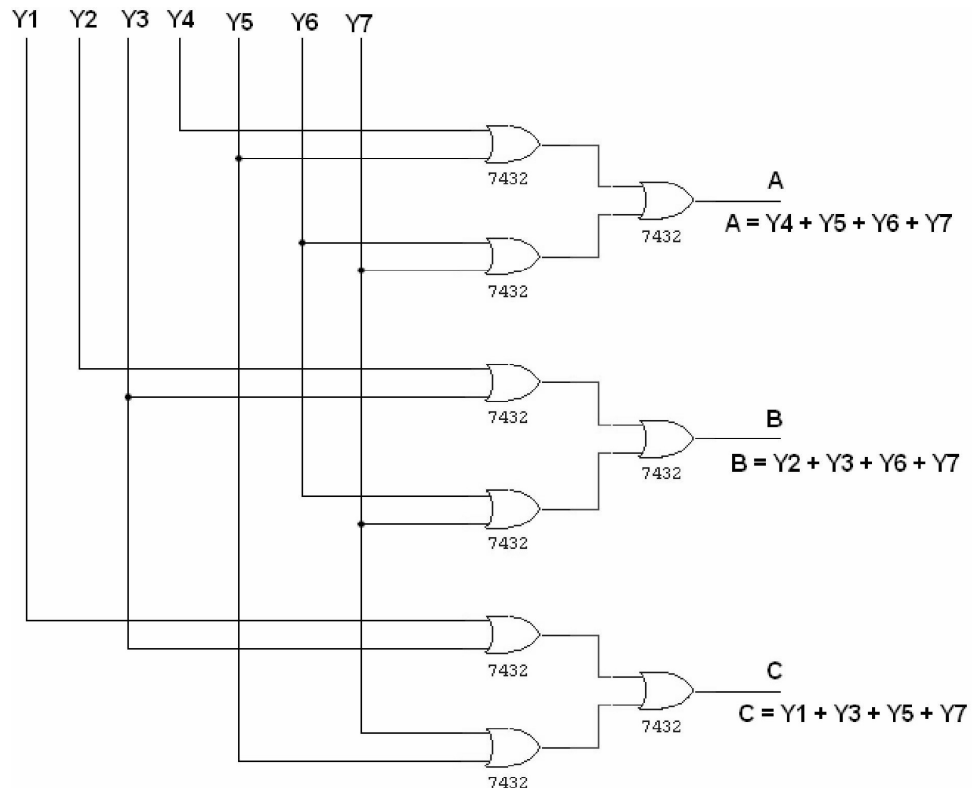 Y1 Y2 Y3 Y4 Y5 Y6 Y7
7432
A
7432
A = Y4 + Y5 + Y6 + Y7
7432
7432
B
7432
B = Y2 + Y3 + Y6 + Y7
7432
7432
C
7432
C = Y1 + Y3 + Y5 + Y7
7432